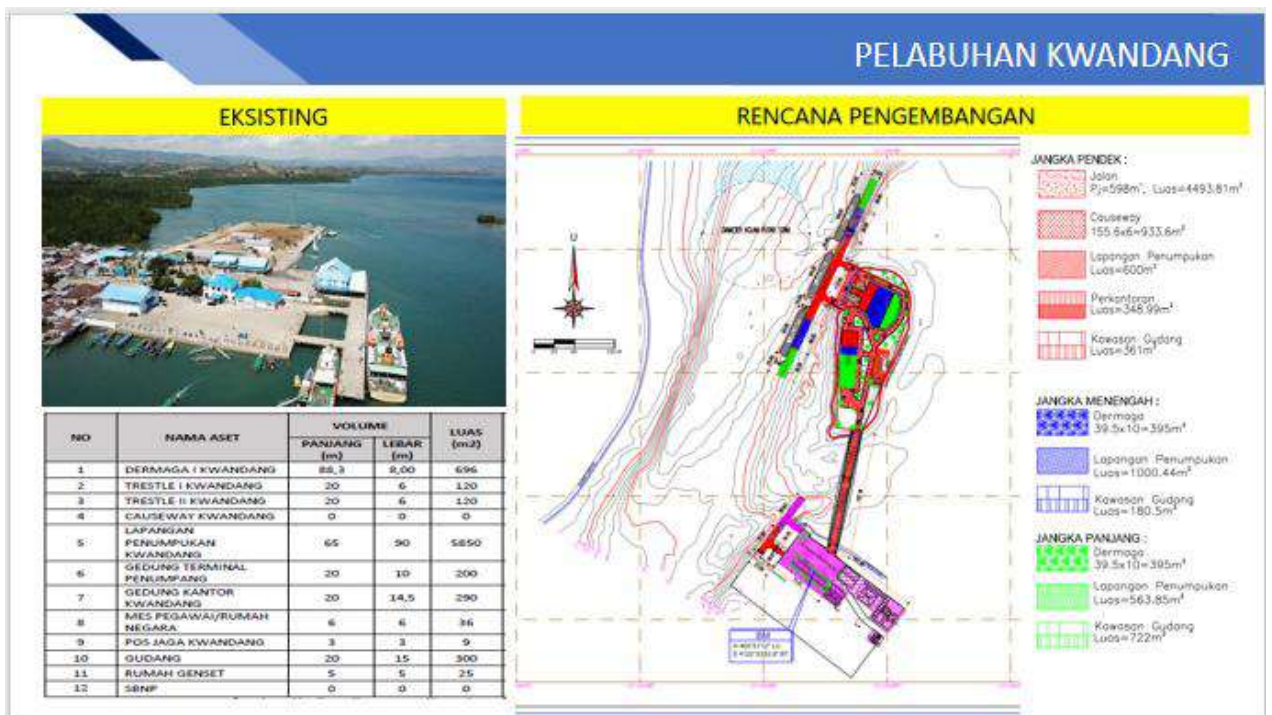 PELABUHAN KWANDANG
EKSISTING
NO NAMA ASET VOLUME LUAS (m2)
PANJANG (m) LEBAR (m)
1 DERMAGA I KWANDANG 88,3 8,00 696
2 TRESTLE I KWANDANG 20 6 120
3 TRESTLE II KWANDANG 20 6 120
4 CAUSEWAY KWANDANG 0 0 0
5 LAPANGAN PENUMPUKAN KWANDANG 65 90 5850
6 GEDUNG TERMINAL PENUMPANG 20 10 200
7 GEDUNG KANTOR KWANDANG 20 14,5 290
8 MES PEGAWAI/RUMAH NEGARA 6 6 36
9 POS JAGA KWANDANG 3 3 9
10 GUDANG 20 15 300
11 RUMAH GENSET 5 5 25
12 SBNP 0 0 0
RENCANA PENGEMBANGAN
JANGKA PENDEK :
Jalan
Pj=598m', Luas=4493.81m²
Causeway
155.6x6=933.6m²
Lapangan Penumpukan
Luas=600m²
Perkantoran
Luas=348.99m²
Kawasan Gudang
Luas=361m²
JANGKA MENENGAH :
Dermaga
39.5x10=395m²
Lapangan Penumpukan
Luas=1000.44m²
Kawasan Gudang
Luas=180.5m²
JANGKA PANJANG :
Dermaga
39.5x10=395m²
Lapangan Penumpukan
Luas=563.85m²
Kawasan Gudang
Luas=722m²